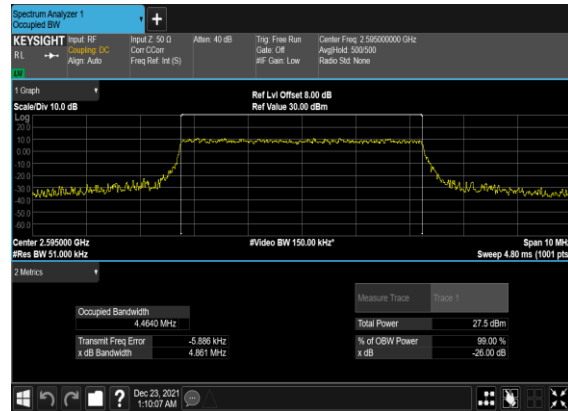 Spectrum Analyzer 1
Occupied BW
+
KEYSIGHT
RL
LW
Input: RF
Coupling: DC
Align: Auto
Input Z: 50 Ω
Corr CCorr
Freq Ref: Int (S)
Atten: 40 dB
Trig: Free Run
Gate: Off
#IF Gain: Low
Center Freq: 2.595000000 GHz
Avg|Hold: 500/500
Radio Std: None
1 Graph
Scale/Div 10.0 dB
Ref Lvl Offset 8.00 dB
Ref Value 30.00 dBm
Log
20.0
10.0
0.00
-10.0
-20.0
-30.0
-40.0
-50.0
-60.0
Center 2.595000 GHz
#Res BW 51.000 kHz
#Video BW 150.00 kHz*
Span 10 MHz
Sweep 4.80 ms (1001 pts)
2 Metrics
Measure Trace
Trace 1
Occupied Bandwidth
4.4640 MHz
Total Power
27.5 dBm
Transmit Freq Error
-5.886 kHz
% of OBW Power
99.00 %
x dB Bandwidth
4.861 MHz
x dB
-26.00 dB
?
Dec 23, 2021
1:10:07 AM